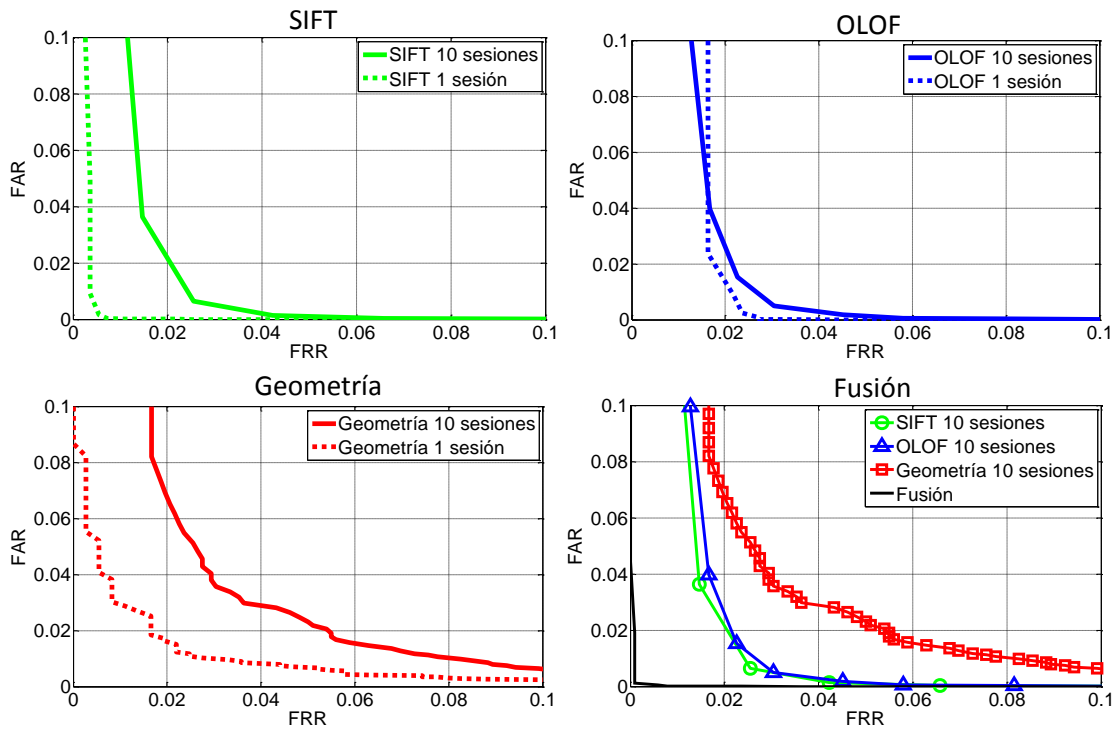 SIFT
SIFT 10 sesiones
SIFT 1 sesión
0.1
0.08
0.06
0.04
0.02
0
FAR
0.02
0.04
0.06
0.08
0.1
FRR
OLOF
OLOF 10 sesiones
OLOF 1 sesión
0.1
0.08
0.06
0.04
0.02
0
FAR
0
0.02
0.04
0.06
0.08
0.1
FRR
Geometría
Geometría 10 sesiones
Geometría 1 sesión
0.1
0.08
0.06
0.04
0.02
0
FAR
0
0.02
0.04
0.06
0.08
0.1
FRR
Fusión
SIFT 10 sesiones
OLOF 10 sesiones
Geometría 10 sesiones
Fusión
0.1
0.08
0.06
0.04
0.02
0
FAR
0
0.02
0.04
0.06
0.08
0.1
FRR